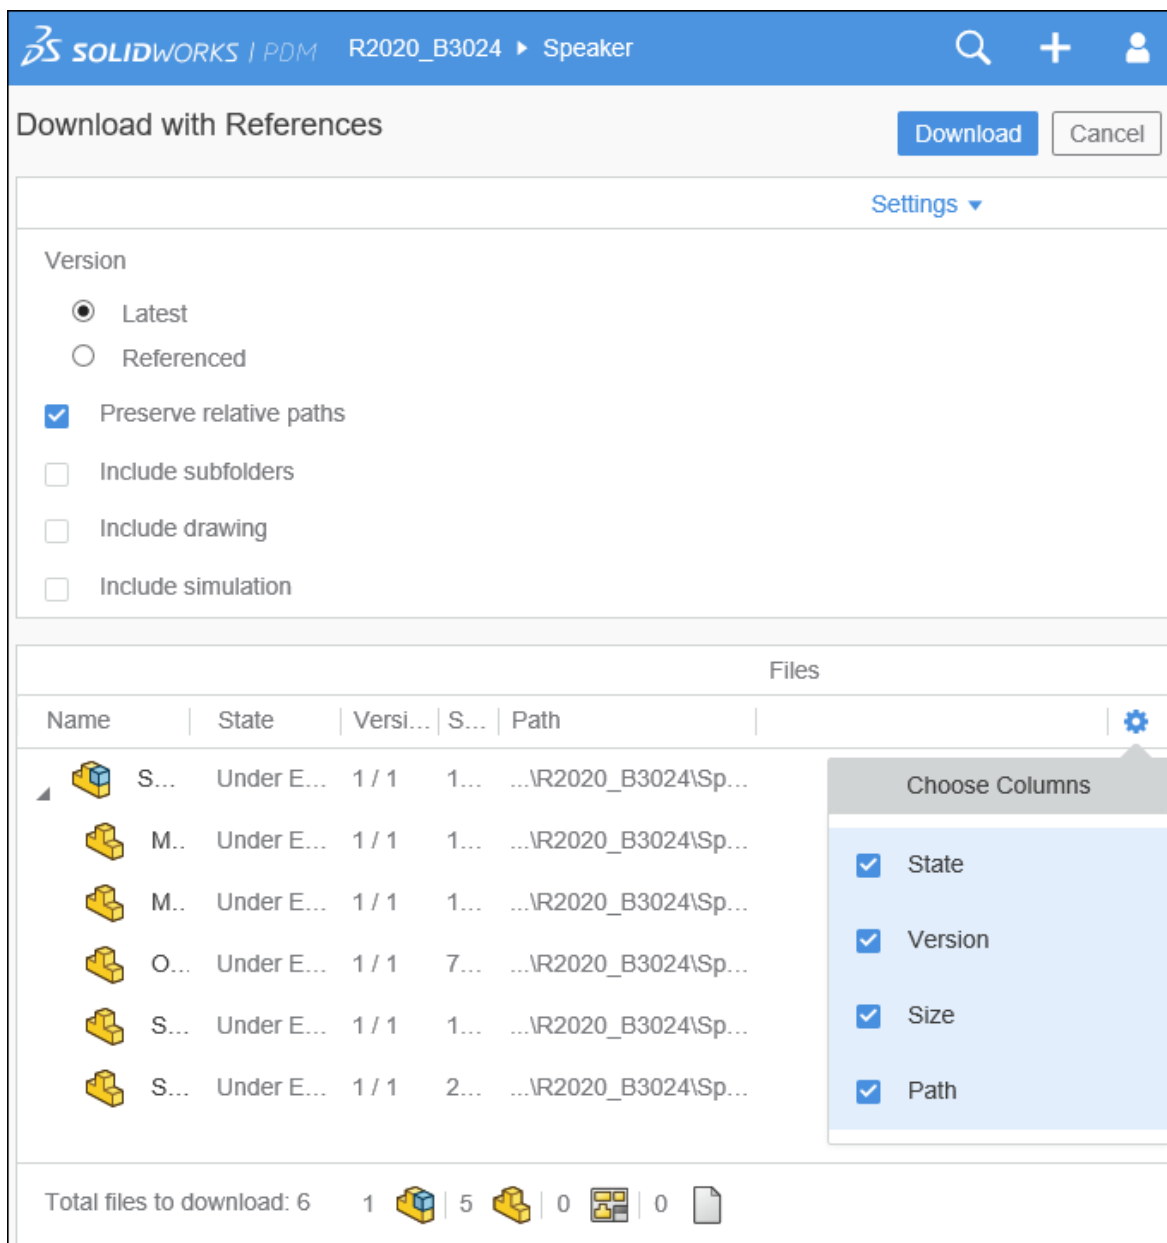 SOLIDWORKS | PDM R2020_B3024 Speaker
Download with References
Download Cancel
Settings
Version
Latest
Referenced
Preserve relative paths
Include subfolders
Include drawing
Include simulation
Files
Name State Versi... S... Path
S... Under E... 1 / 1 1... ...\R2020_B3024\Sp...
M.. Under E... 1 / 1 1... ...\R2020_B3024\Sp...
M.. Under E... 1 / 1 1... ...\R2020_B3024\Sp...
O... Under E... 1 / 1 7... ...\R2020_B3024\Sp...
S... Under E... 1 / 1 1... ...\R2020_B3024\Sp...
S... Under E... 1 / 1 2... ...\R2020_B3024\Sp...
Choose Columns
State
Version
Size
Path
Total files to download: 6 1 5 0 0